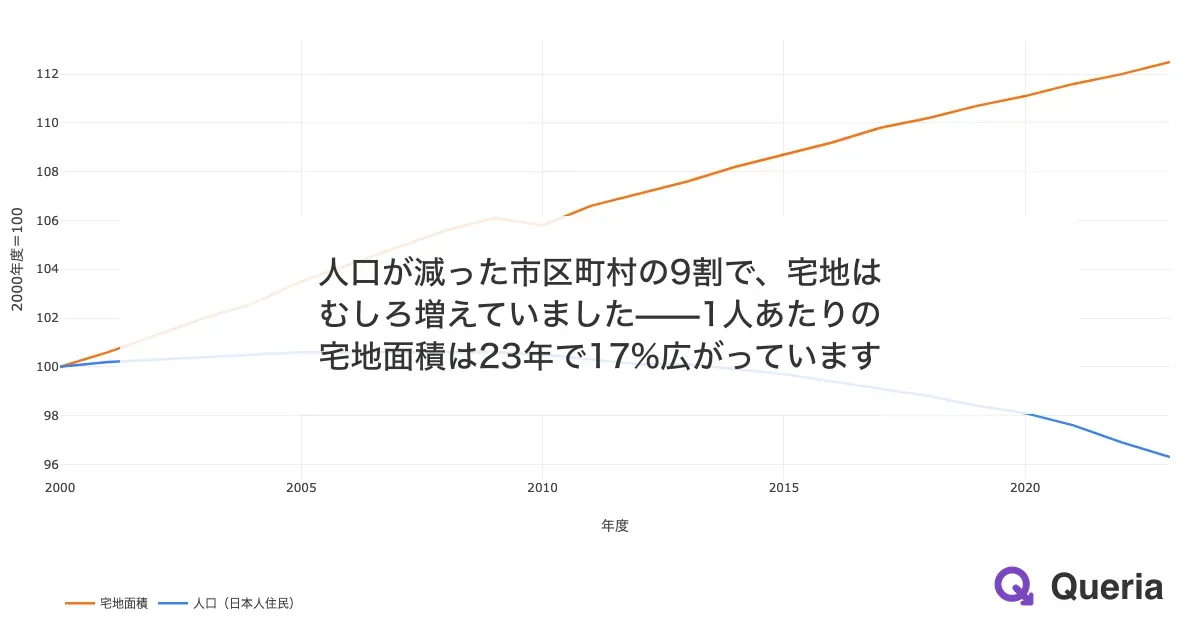 112
110
108
106
104
102
100
98
96
2000年度=100
人口が減った市区町村の9割で、宅地は
むしろ増えていました――1人あたりの
宅地面積は23年で17%広がっています
2000 2005 2010 2015 2020
年度
宅地面積 人口（日本人住民）
Queria